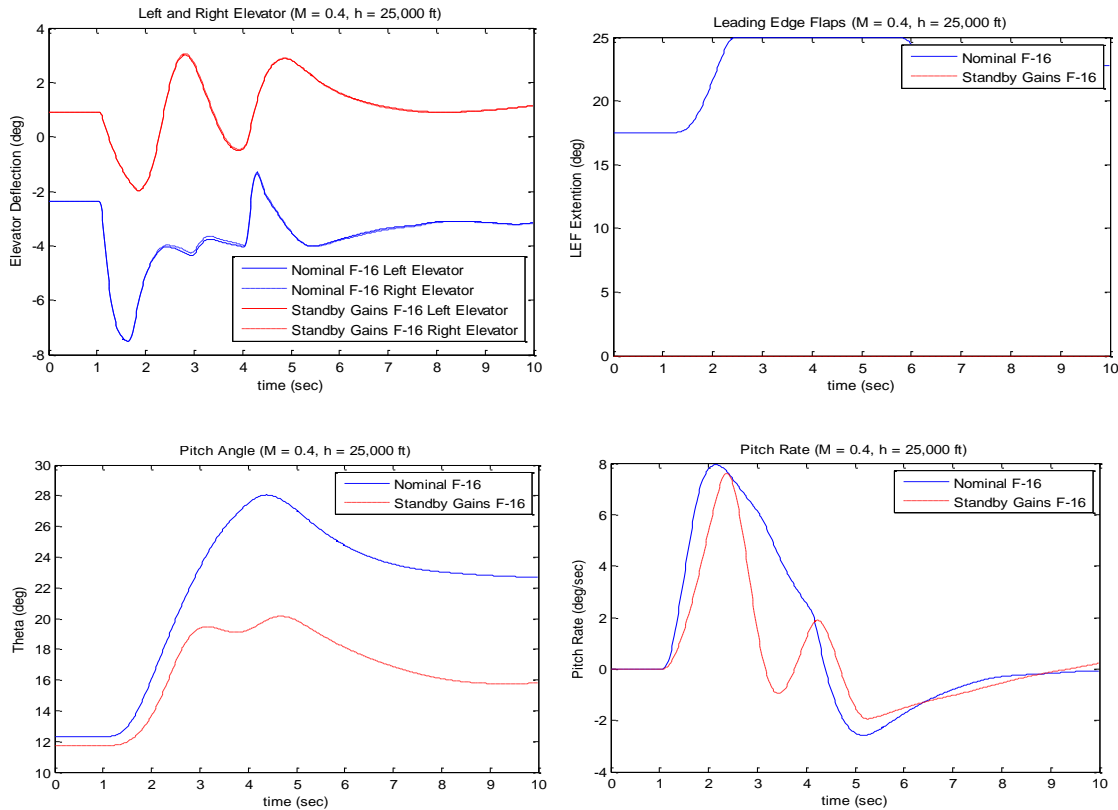 Left and Right Elevator (M = 0.4, h = 25,000 ft)
4
2
0
-2
-4
-6
-8
Elevator Deflection (deg)
Nominal F-16 Left Elevator
Nominal F-16 Right Elevator
Standby Gains F-16 Left Elevator
Standby Gains F-16 Right Elevator
0 1 2 3 4 5 6 7 8 9 10
time (sec)
Leading Edge Flaps (M = 0.4, h = 25,000 ft)
25
20
15
10
5
0
LEF Extention (deg)
Nominal F-16
Standby Gains F-16
0 1 2 3 4 5 6 7 8 9 10
time (sec)
Pitch Angle (M = 0.4, h = 25,000 ft)
30
28
26
24
22
20
18
16
14
12
10
Theta (deg)
Nominal F-16
Standby Gains F-16
0 1 2 3 4 5 6 7 8 9 10
time (sec)
Pitch Rate (M = 0.4, h = 25,000 ft)
8
6
4
2
0
-2
-4
Pitch Rate (deg/sec)
Nominal F-16
Standby Gains F-16
0 1 2 3 4 5 6 7 8 9 10
time (sec)